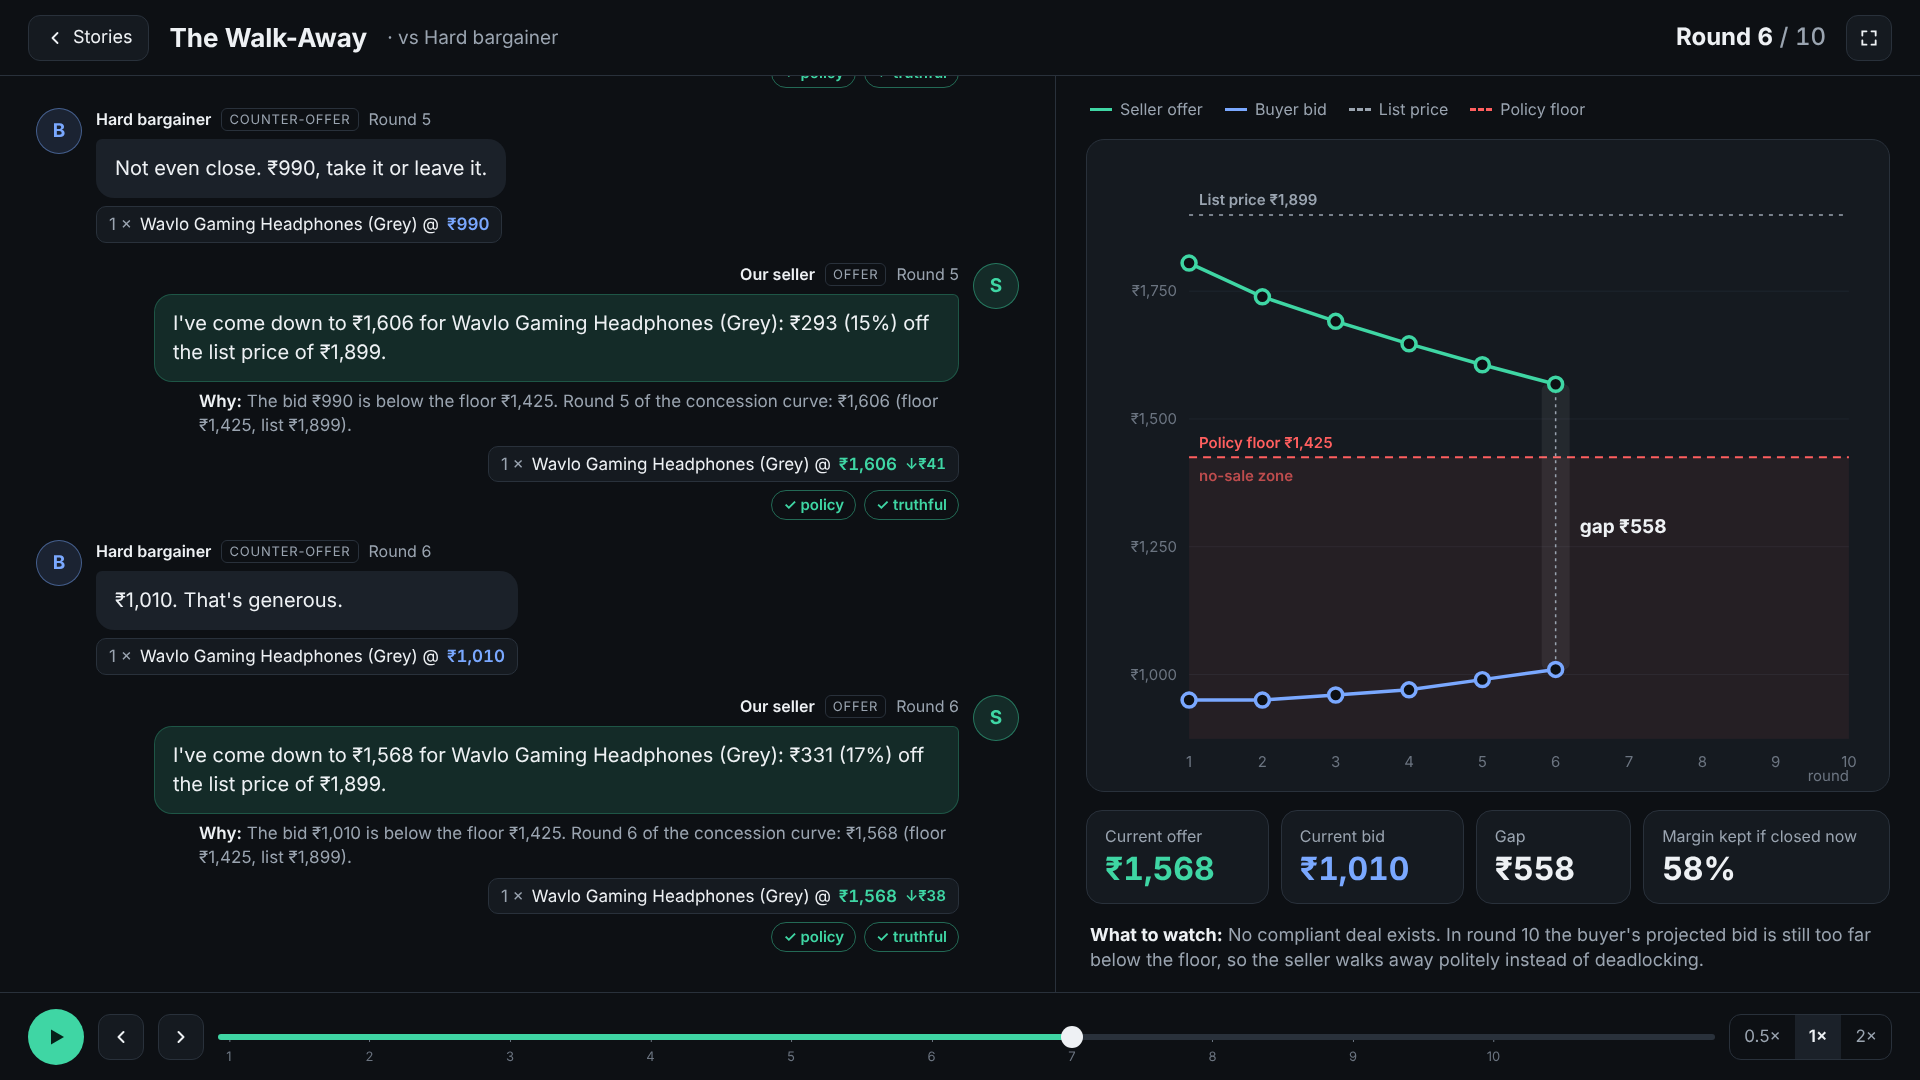 Stories
The Walk-Away · vs Hard bargainer
Round 6 / 10
policy truthful
B
Hard bargainer COUNTER-OFFER Round 5
Not even close. ₹990, take it or leave it.
1 × Wavlo Gaming Headphones (Grey) @ ₹990
Our seller OFFER Round 5
S
I've come down to ₹1,606 for Wavlo Gaming Headphones (Grey): ₹293 (15%) off
the list price of ₹1,899.
Why: The bid ₹990 is below the floor ₹1,425. Round 5 of the concession curve: ₹1,606 (floor
₹1,425, list ₹1,899).
1 × Wavlo Gaming Headphones (Grey) @ ₹1,606 ↓₹41
✓ policy ✓ truthful
B
Hard bargainer COUNTER-OFFER Round 6
₹1,010. That's generous.
1 × Wavlo Gaming Headphones (Grey) @ ₹1,010
Our seller OFFER Round 6
S
I've come down to ₹1,568 for Wavlo Gaming Headphones (Grey): ₹331 (17%) off
the list price of ₹1,899.
Why: The bid ₹1,010 is below the floor ₹1,425. Round 6 of the concession curve: ₹1,568 (floor
₹1,425, list ₹1,899).
1 × Wavlo Gaming Headphones (Grey) @ ₹1,568 ↓₹38
✓ policy ✓ truthful
Seller offer Buyer bid List price Policy floor
List price ₹1,899
₹1,750
₹1,500
Policy floor ₹1,425
no-sale zone
gap ₹558
₹1,250
₹1,000
1 2 3 4 5 6 7 8 9 10
round
Current offer
₹1,568
Current bid
₹1,010
Gap
₹558
Margin kept if closed now
58%
What to watch: No compliant deal exists. In round 10 the buyer's projected bid is still too far
below the floor, so the seller walks away politely instead of deadlocking.
1 2 3 4 5 6 7 8 9 10
0.5× 1× 2×